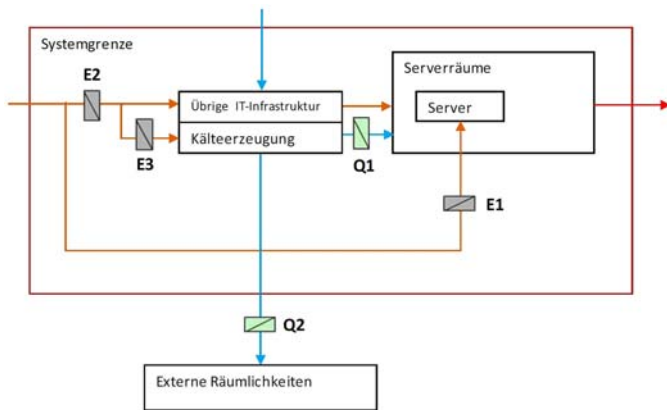 Systemgrenze
E2
Übrige IT-Infrastruktur
Kälteerzeugung
E3
Q1
Serverräume
Server
E1
Q2
Externe Räumlichkeiten